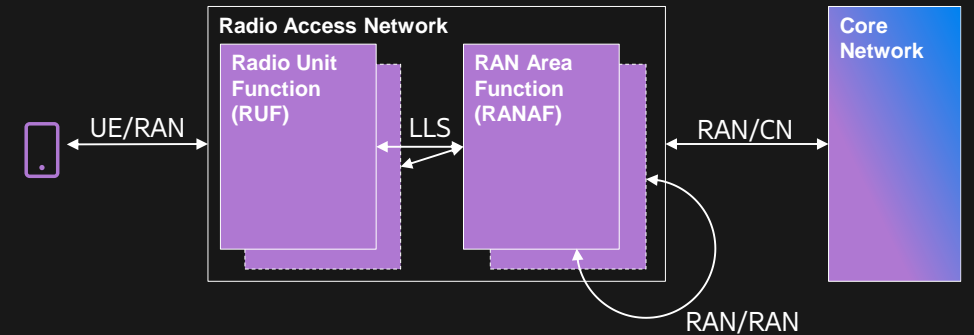 Radio Access Network
Radio Unit
Function
(RUF)
RAN Area
Function
(RANAF)
Core
Network
UE/RAN
LLS
RAN/CN
RAN/RAN